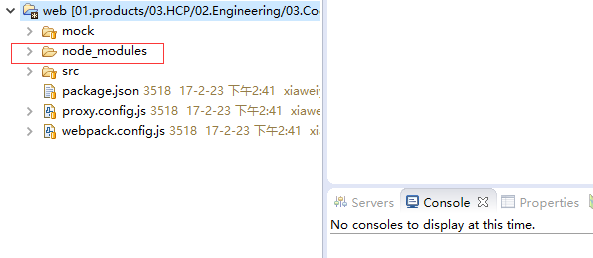 web [01.products/03.HCP/02.Engineering/03.Co
mock
node_modules
src
package.json 3518 17-2-23 下午2:41 xiawei
proxy.config.js 3518 17-2-23 下午2:41 xiaw
webpack.config.js 3518 17-2-23 下午2:41 xi
Servers Console Properties
No consoles to display at this time.